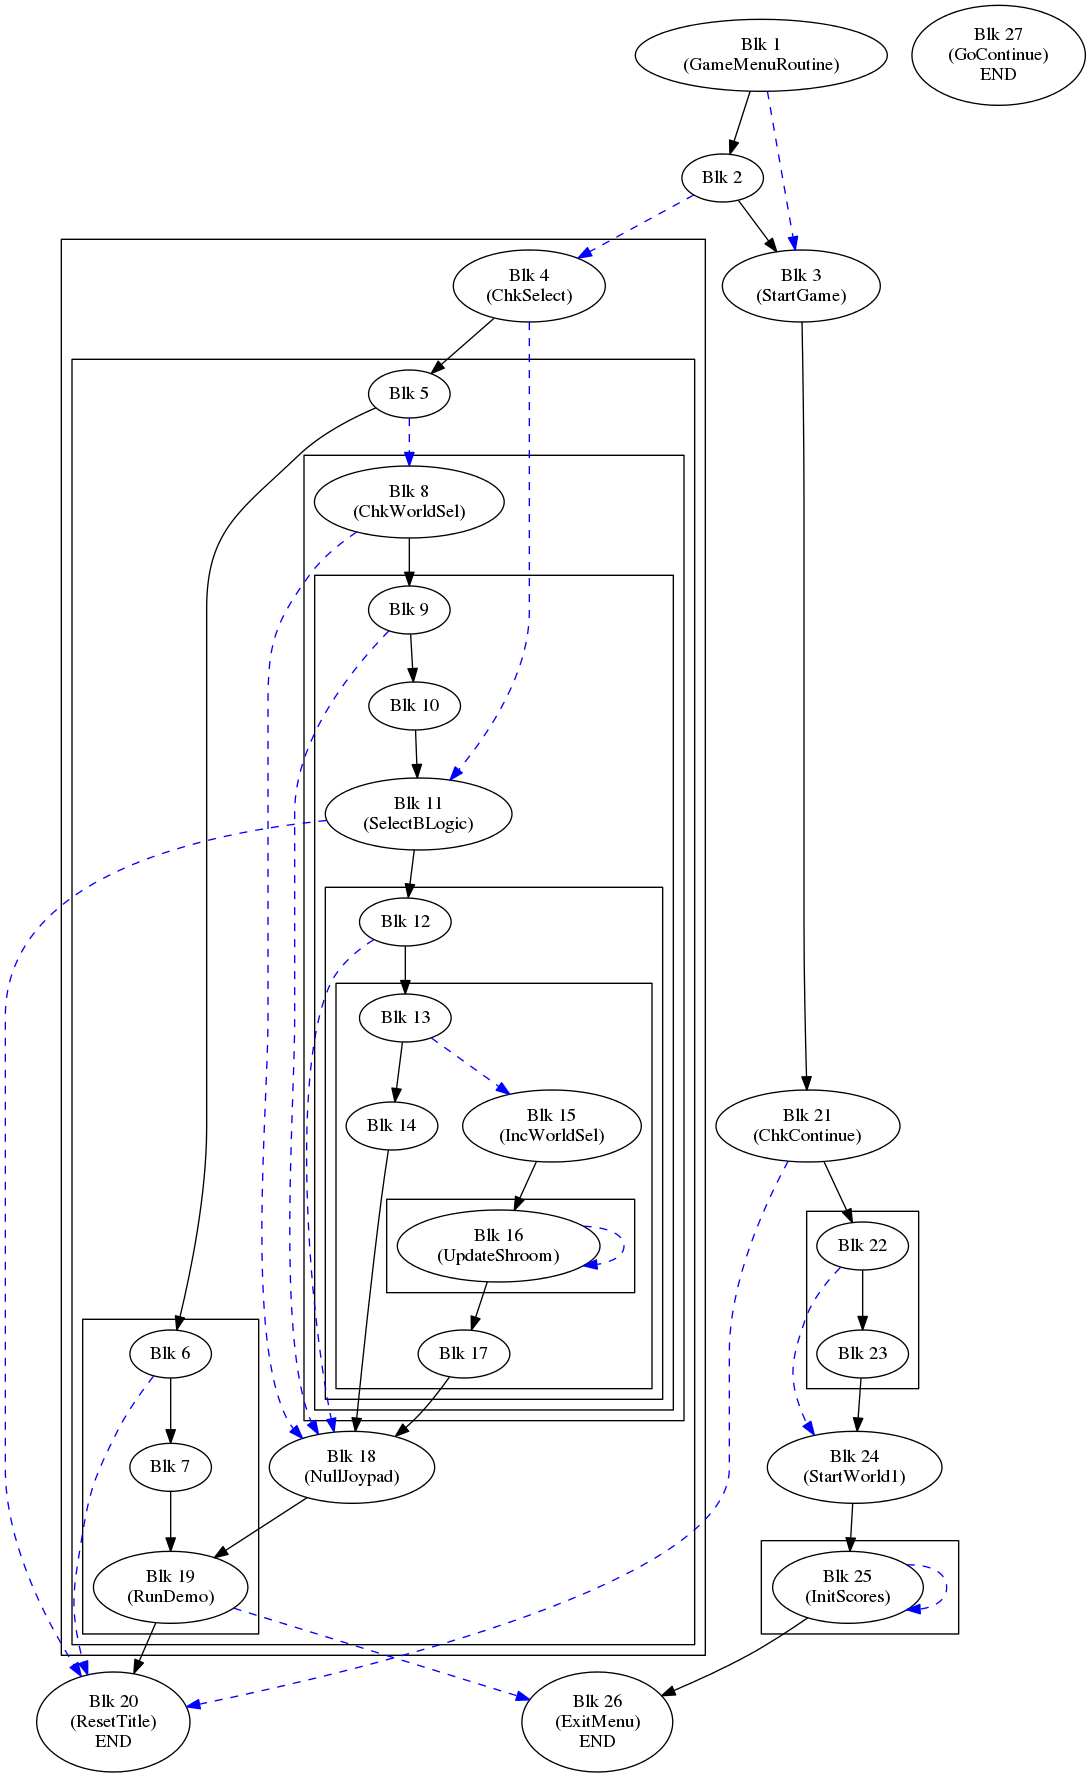 Blk 1
(GameMenuRoutine)
Blk 27
(GoContinue)
END
Blk 2
Blk 4
(ChkSelect)
Blk 3
(StartGame)
Blk 5
Blk 8
(ChkWorldSel)
Blk 9
Blk 10
Blk 11
(SelectBLogic)
Blk 12
Blk 13
Blk 14
Blk 15
(IncWorldSel)
Blk 21
(ChkContinue)
Blk 16
(UpdateShroom)
Blk 22
Blk 6
Blk 17
Blk 23
Blk 7
Blk 18
(NullJoypad)
Blk 24
(StartWorld1)
Blk 19
(RunDemo)
Blk 25
(InitScores)
Blk 20
(ResetTitle)
END
Blk 26
(ExitMenu)
END